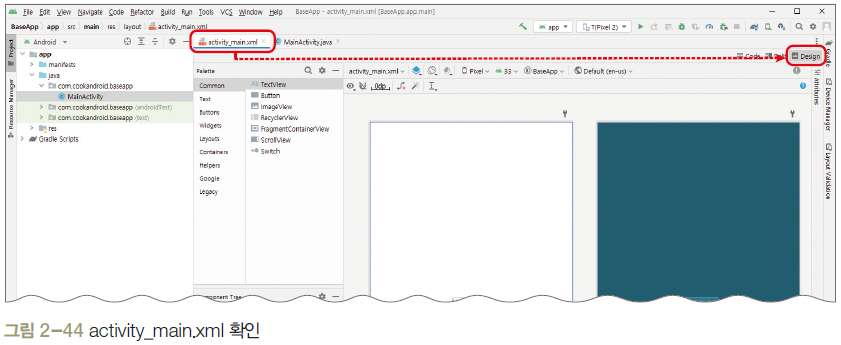 File Edit View Navigate Code Refactor Build Run Tools VCS Window Help BaseApp - activity_main.xml [BaseApp.app.main]
BaseApp app src main res layout activity_main.xml app T(Pixel 2)
Project
Resource Manager
Android
app
manifests
java
com.cookandroid.baseapp
MainActivity
com.cookandroid.baseapp (androidTest)
com.cookandroid.baseapp (test)
res
Gradle Scripts
activity_main.xml MainActivity.java
Code Design
Palette
Common
Text
Buttons
Widgets
Layouts
Containers
Helpers
Google
Legacy
Ab TextView
Button
ImageView
RecyclerView
FragmentContainerView
ScrollView
Switch
Component Tree
activity_main.xml Pixel 33 BaseApp Default (en-us)
0dp
Attributes
Gradle
Device Manager
Layout Validation
그림 2-44 activity_main.xml 확인